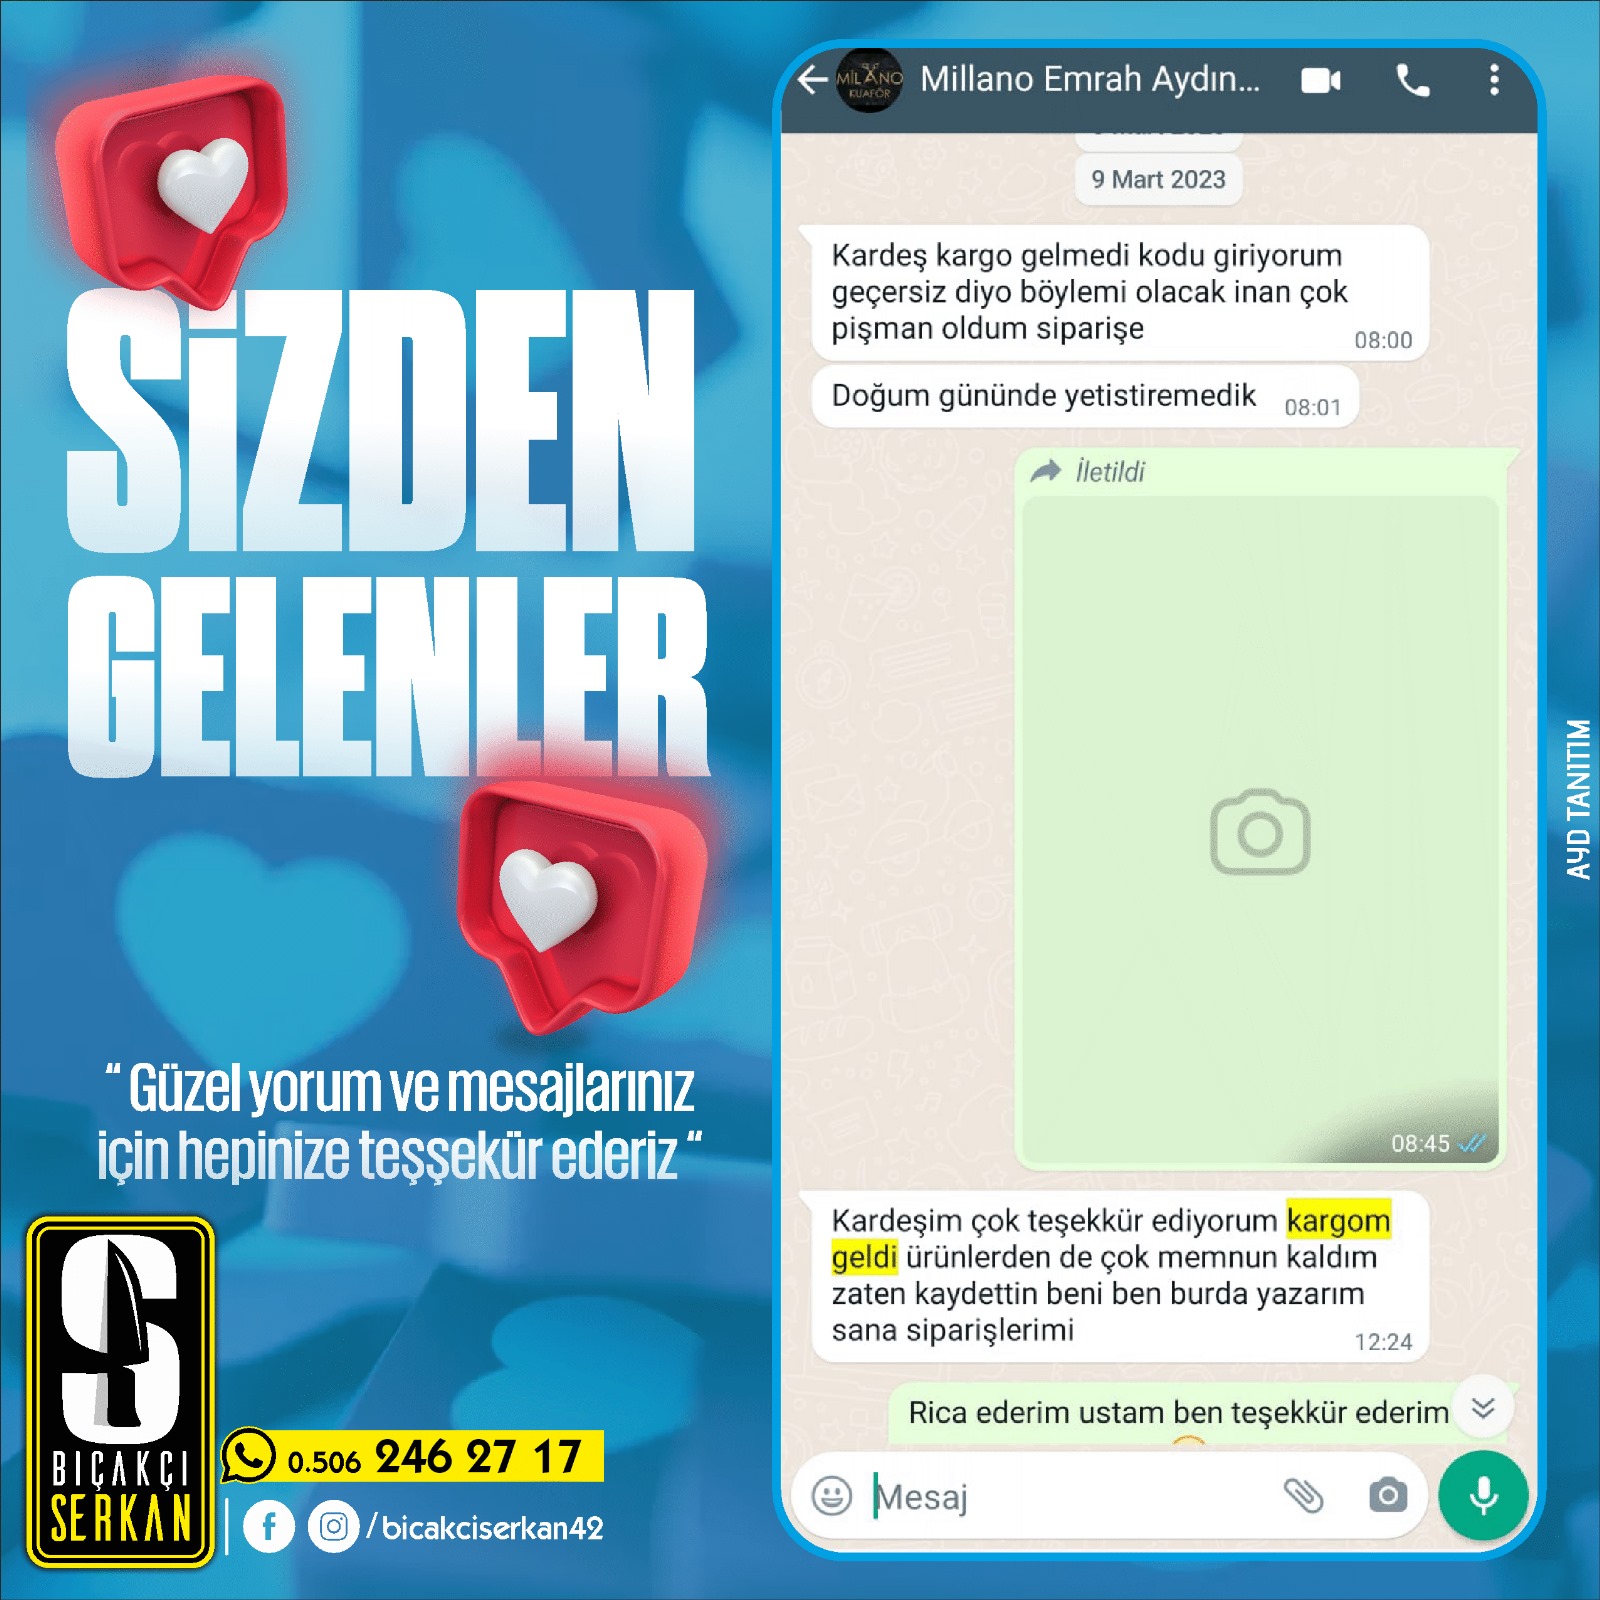 SİZDEN
GELENLER
“ Güzel yorum ve mesajlarınız
için hepinize teşşekür ederiz “
S
BIÇAKÇI
SERKAN
0.506 246 27 17
f / bicakciserkan42
MİLANO
KUAFÖR
Millano Emrah Aydın...
9 Mart 2023
Kardeş kargo gelmedi kodu giriyorum
geçersiz diyo böylemi olacak inan çok
pişman oldum siparişe
08:00
Doğum gününde yetistiremedik
08:01
İletildi
08:45
Kardeşim çok teşekkür ediyorum kargom
geldi ürünlerden de çok memnun kaldım
zaten kaydettin beni ben burda yazarım
sana siparişlerimi
12:24
Rica ederim ustam ben teşekkür ederim
Mesaj
AYD TANITIM